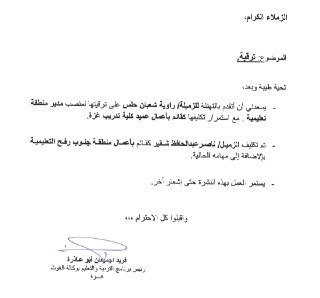 الزملاء الكرام،
الموضوع: ترقية.
تحية طيبة وبعد،
- يسعدني أن أتقدم بالتهنئة للزميلة/ راوية شعبان حلس على ترقيتها لمنصب مدير منطقة
تعليمية . مع استمرار تكليفها كقائم بأعمال عميد كلية تدريب غزة.
- تم تكليف الزميل/ ناصر عبدالحافظ شقير كقائم بأعمال منطقة جنوب رفح التعليمية
بالإضافة إلى مهامه الحالية.
- يستمر العمل بهذه النشرة حتى إشعار آخر.
واقبلوا كل الاحترام ،،،
فريد أبو عاذرة
رئيس برنامج التربية والتعليم بوكالة الغوث
غـــزة